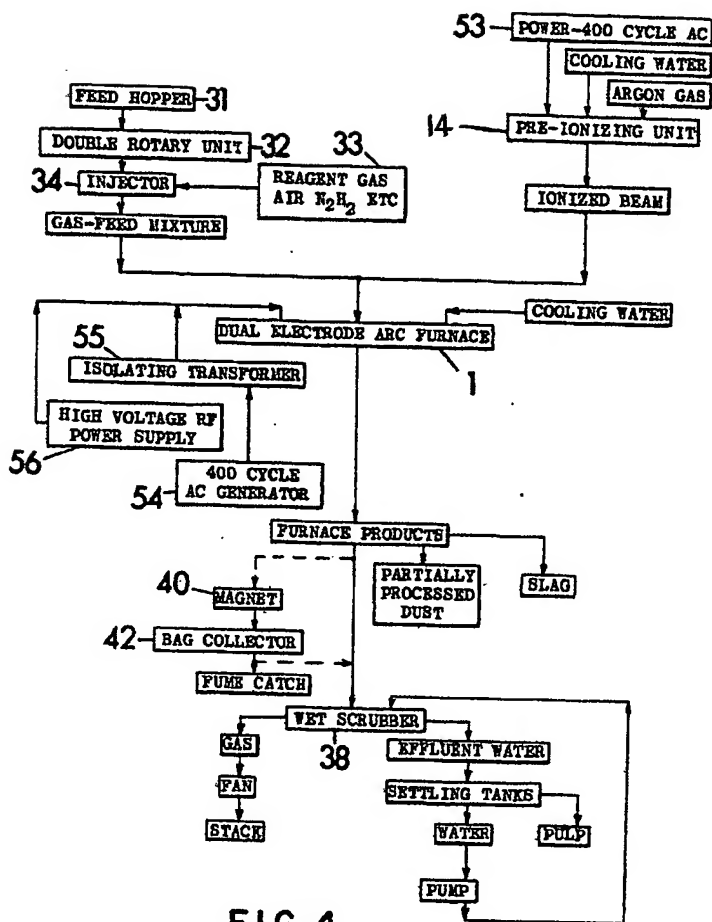 53
POWER-400 CYCLE AC
COOLING WATER
ARGON GAS
14
PRE-IONIZING UNIT
IONIZED BEAM
FEED HOPPER
31
DOUBLE ROTARY UNIT
32
33
34
INJECTOR
REAGENT GAS
AIR N2H2 ETC
GAS-FEED MIXTURE
COOLING WATER
DUAL ELECTRODE ARC FURNACE
1
55
ISOLATING TRANSFORMER
HIGH VOLTAGE RF
POWER SUPPLY
56
400 CYCLE
AC GENERATOR
54
FURNACE PRODUCTS
PARTIALLY
PROCESSED
DUST
SLAG
40
MAGNET
42
BAG COLLECTOR
FUME CATCH
WET SCRUBBER
38
GAS
FAN
STACK
EFFLUENT WATER
SETTLING TANKS
WATER
PULP
PUMP
FIG 4